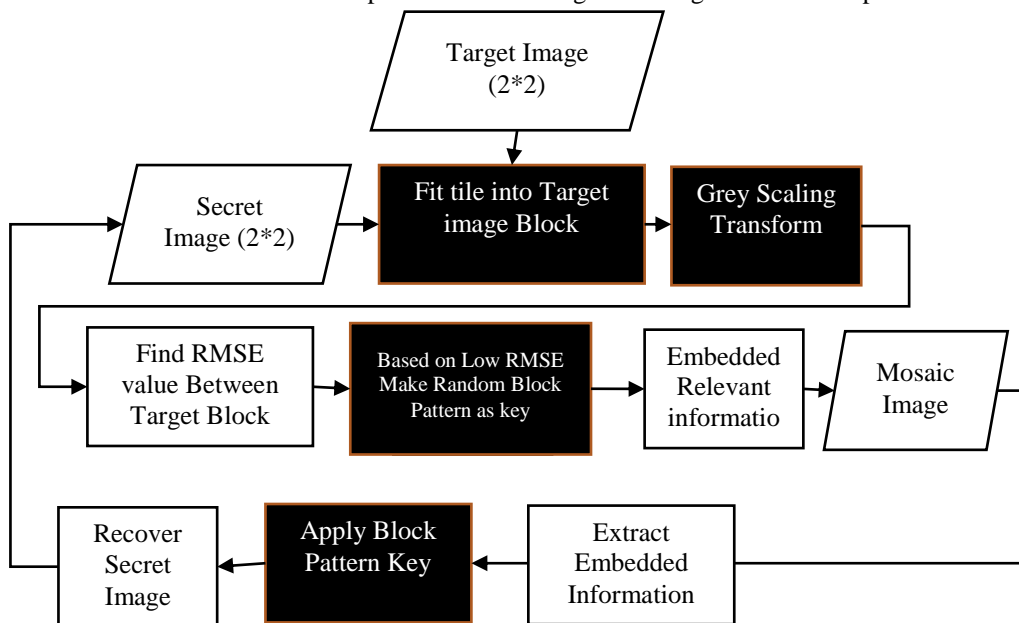 Target Image
(2*2)
Secret
Image (2*2)
Fit tile into Target
image Block
Grey Scaling
Transform
Find RMSE
value Between
Target Block
Based on Low RMSE
Make Random Block
Pattern as key
Embedded
Relevant
informatio
Mosaic
Image
Recover
Secret
Image
Apply Block
Pattern Key
Extract
Embedded
Information